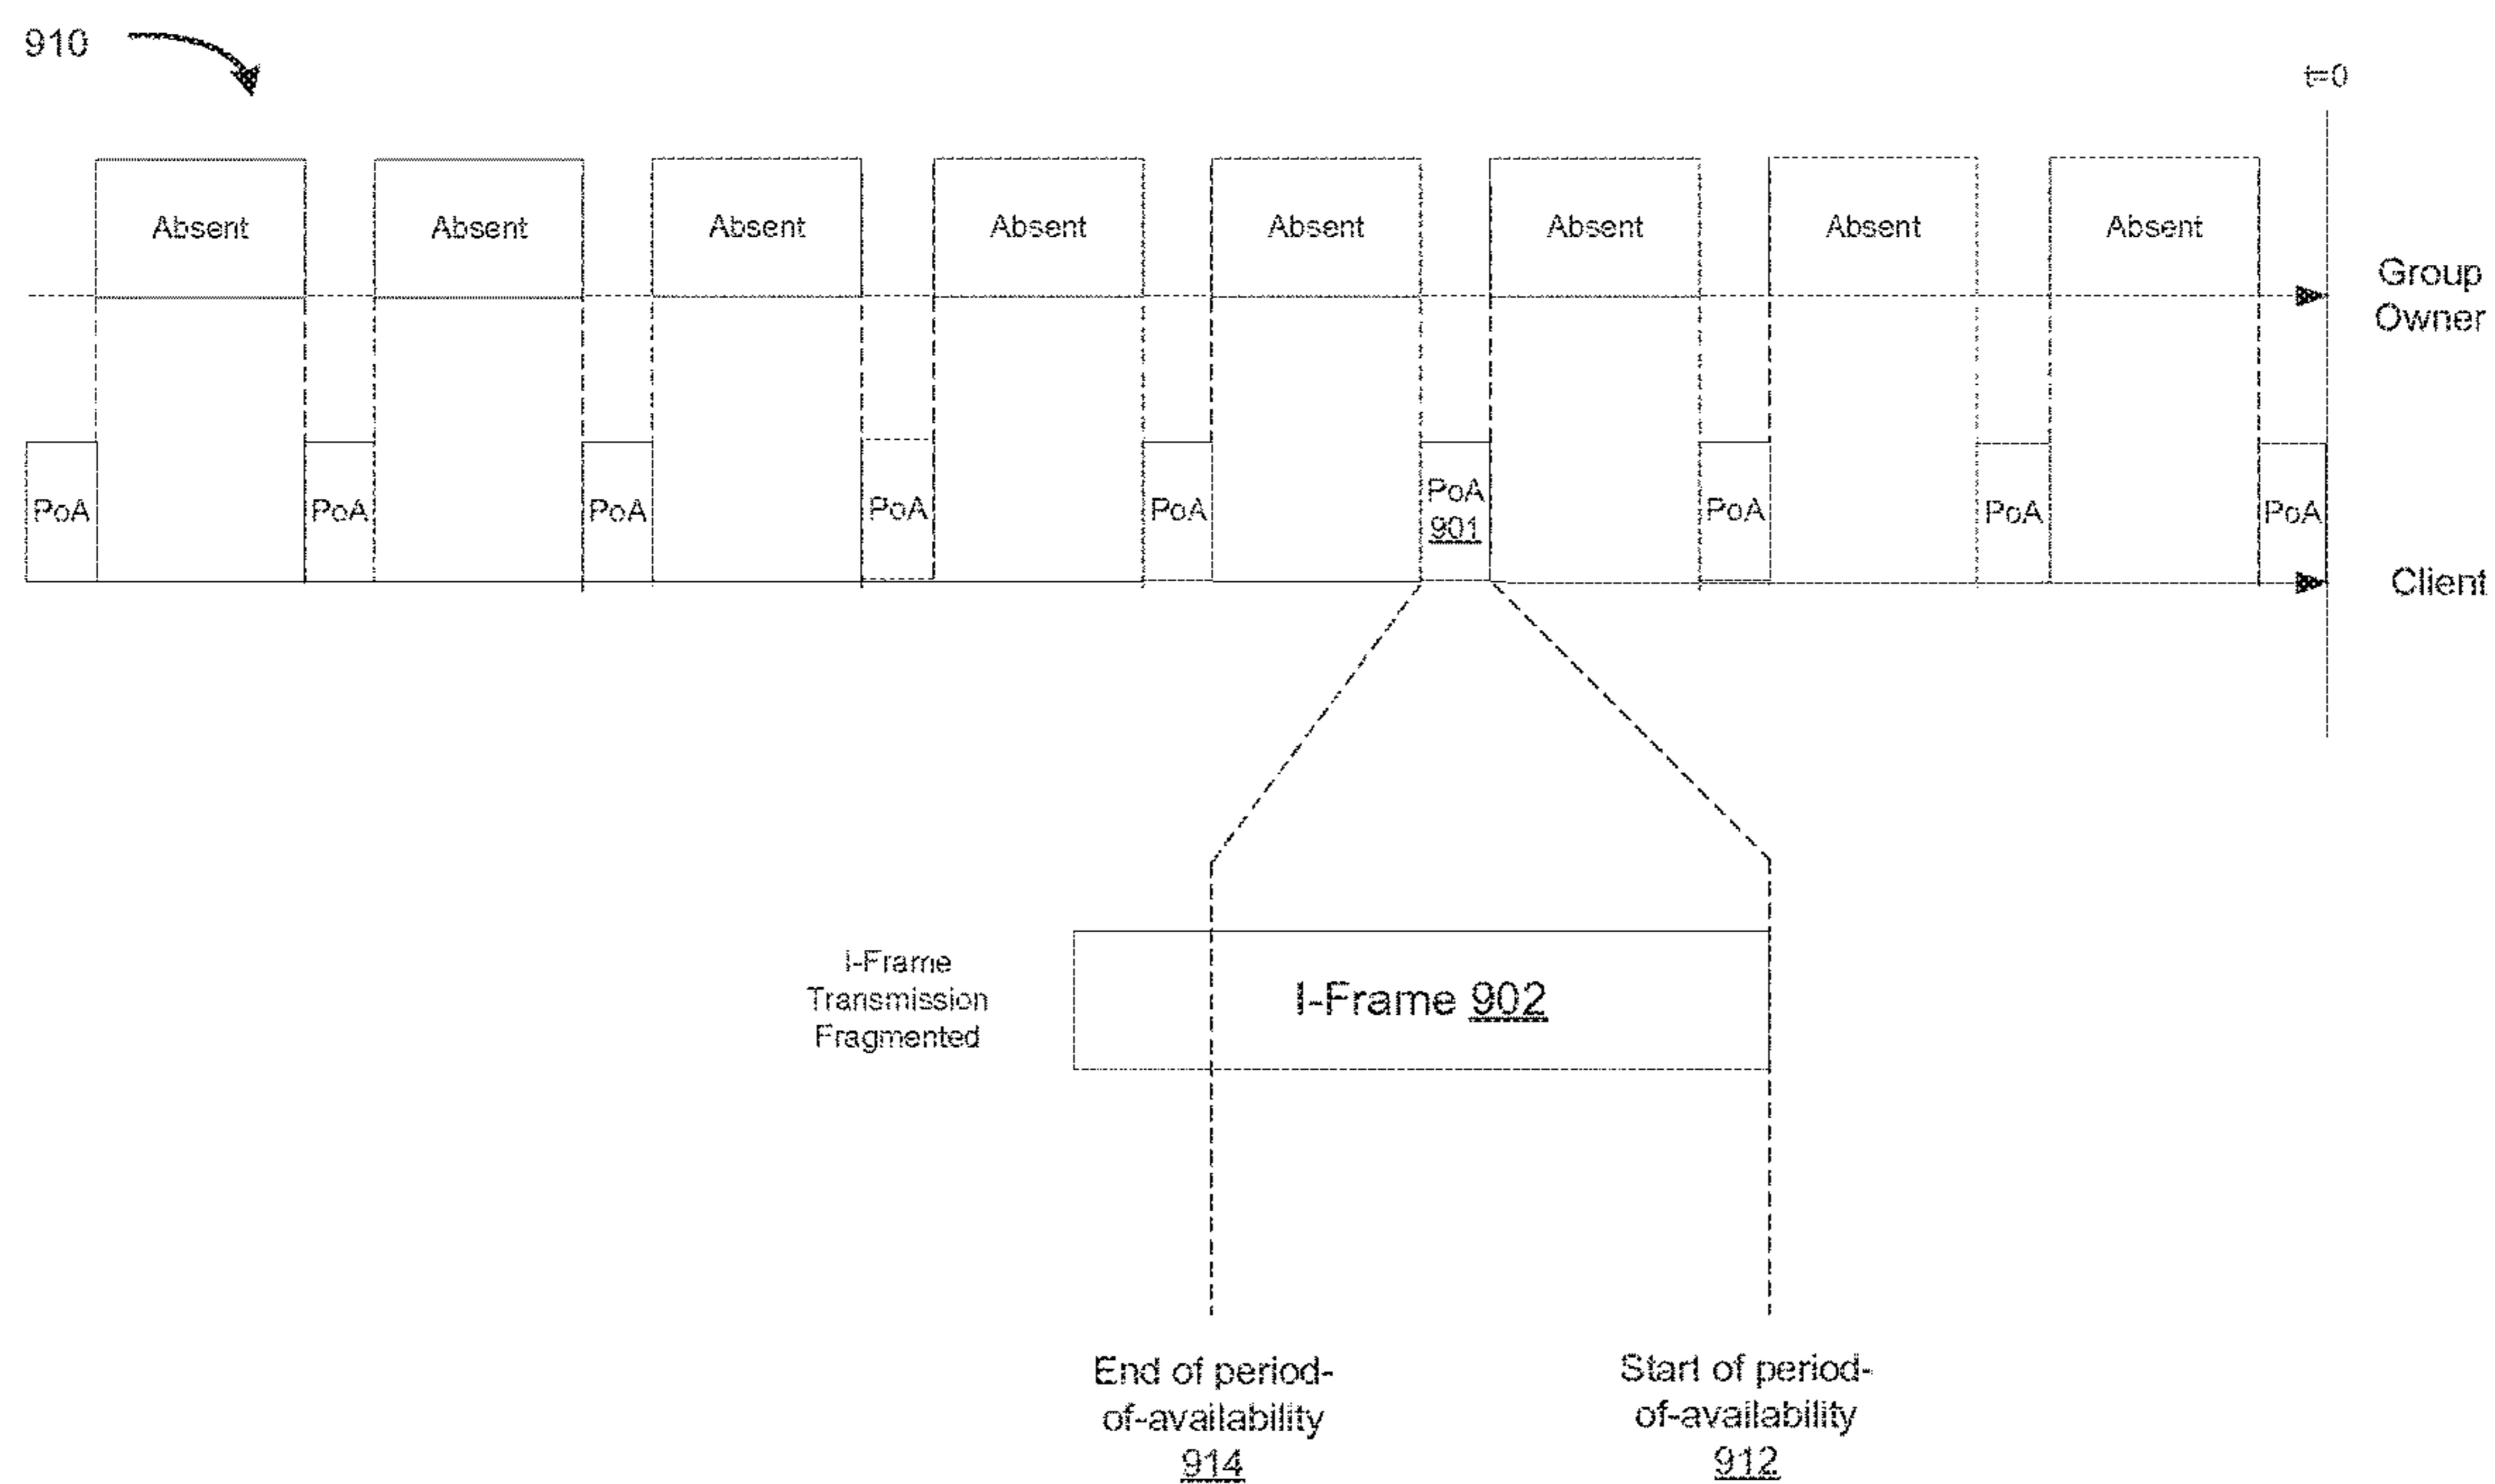 910
t=0
Absent Absent Absent Absent Absent Absent Absent Absent
Group
Owner
PoA PoA PoA PoA PoA PoA PoA PoA PoA
901
Client
I-Frame
Transmission
Fragmented
I-Frame 902
End of period-
of-availability
914
Start of period-
of-availability
912